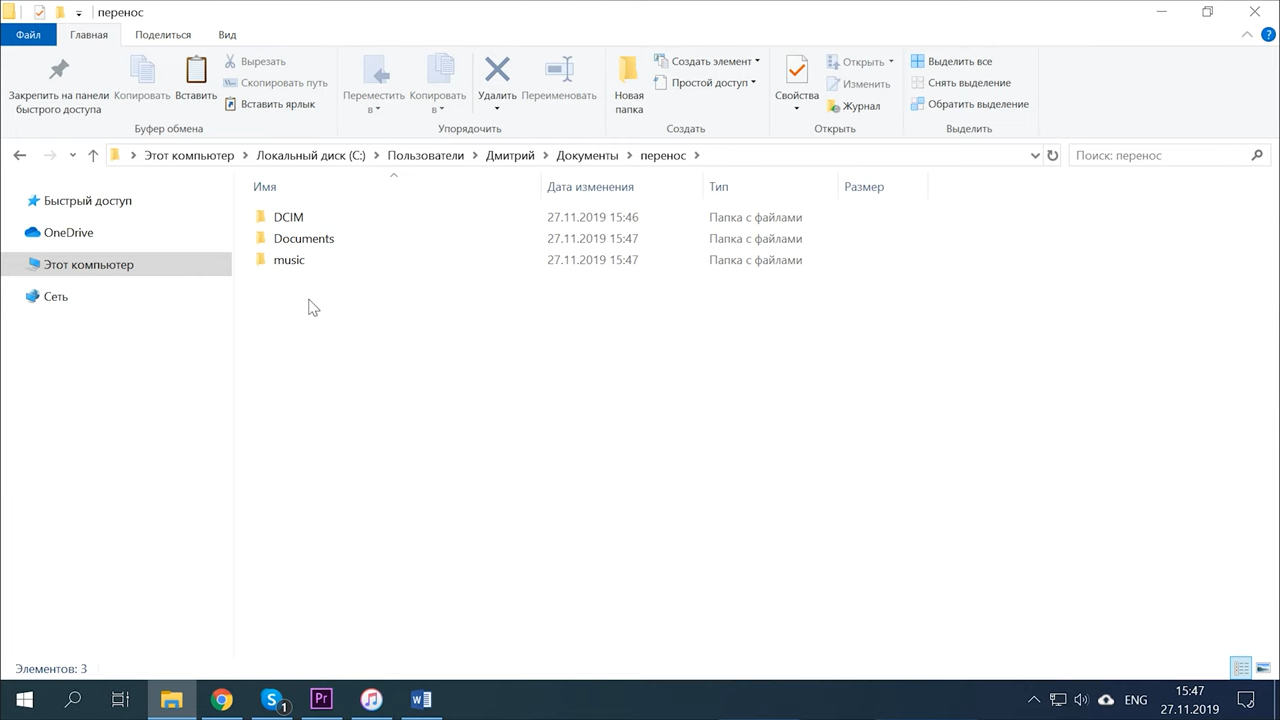 перенос
Файл
Главная
Поделиться
Вид
Закрепить на панели
быстрого доступа
Копировать
Вставить
Вырезать
Скопировать путь
Вставить ярлык
Буфер обмена
Переместить
в
Копировать
в
Удалить
Переименовать
Упорядочить
Новая
папка
Создать элемент
Простой доступ
Создать
Свойства
Открыть
Изменить
Журнал
Открыть
Выделить все
Снять выделение
Обратить выделение
Выделить
Этот компьютер
Локальный диск (C:)
Пользователи
Дмитрий
Документы
перенос
Поиск: перенос
Быстрый доступ
OneDrive
Этот компьютер
Сеть
Имя Дата изменения Тип Размер
DCIM 27.11.2019 15:46 Папка с файлами
Documents 27.11.2019 15:47 Папка с файлами
music 27.11.2019 15:47 Папка с файлами
Элементов: 3
S
1
Pr
W
ENG
15:47
27.11.2019